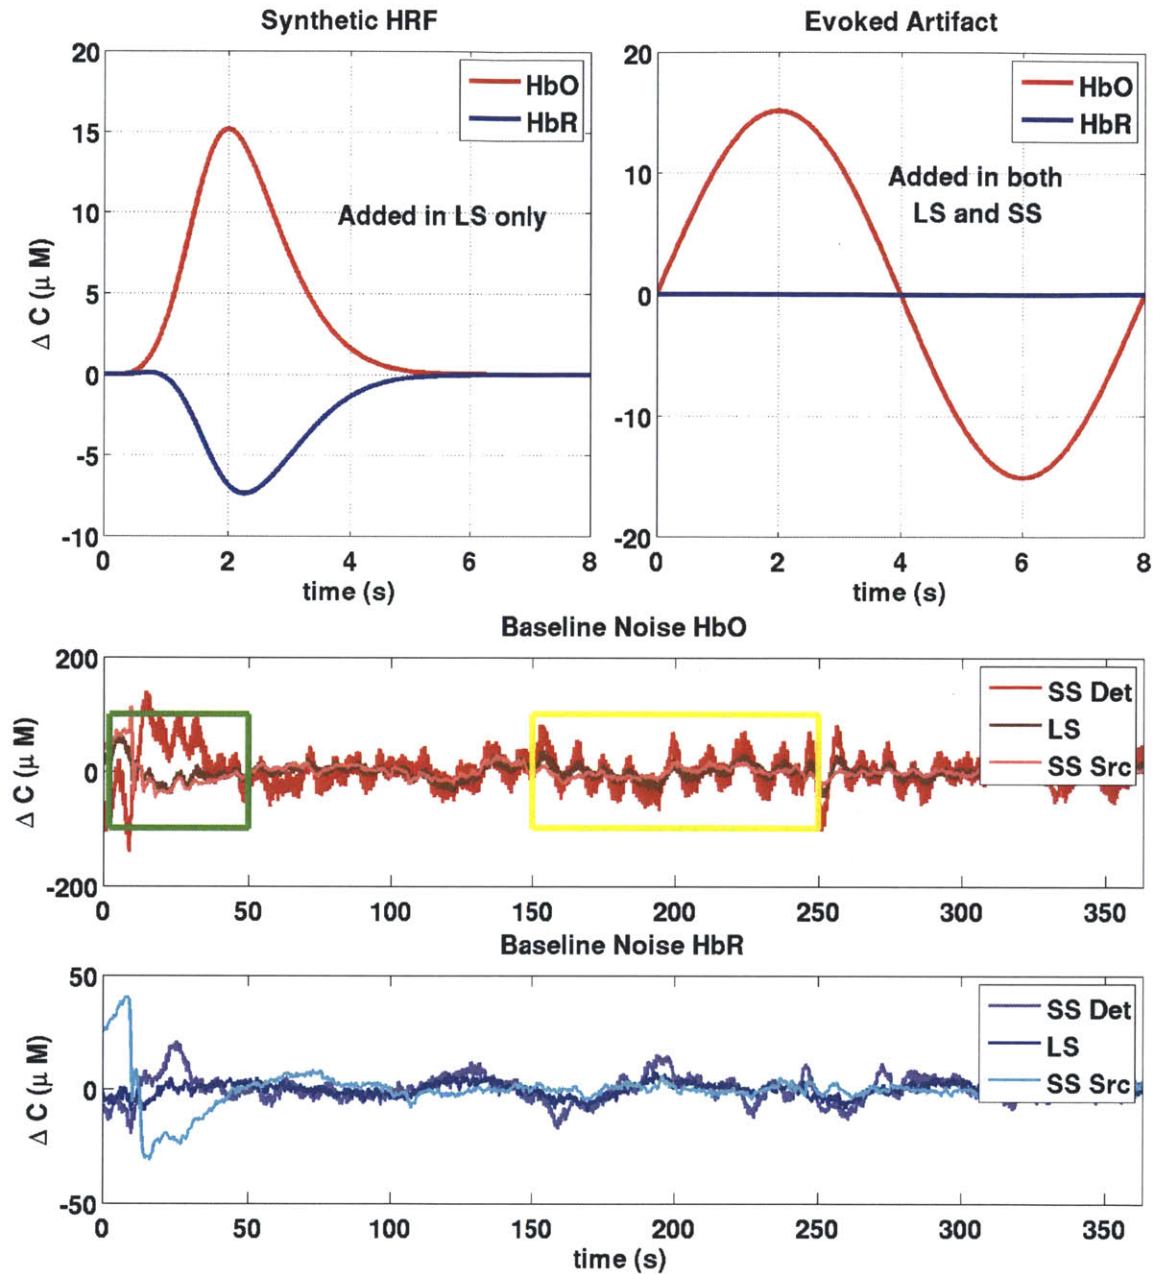 Synthetic HRF
Evoked Artifact
20
15
10
5
0
-5
-10
Δ C (μ M)
HbO
HbR
Added in LS only
0 2 4 6 8
time (s)
20
10
0
-10
-20
HbO
HbR
Added in both
LS and SS
0 2 4 6 8
time (s)
Baseline Noise HbO
200
0
-200
Δ C (μ M)
SS Det
LS
SS Src
0 50 100 150 200 250 300 350
Baseline Noise HbR
50
0
-50
Δ C (μ M)
SS Det
LS
SS Src
0 50 100 150 200 250 300 350
time (s)